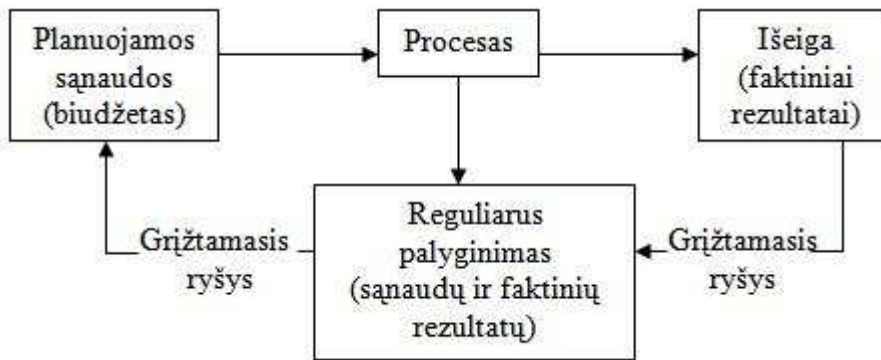 Planuojamos
sąnaudos
(biudžetas)
Procesas
Išeiga
(faktiniai
rezultatai)
Grįžtamasis
ryšys
Reguliarus
palyginimas
(sąnaudų ir faktinių
rezultatų)
Grįžtamasis
ryšys